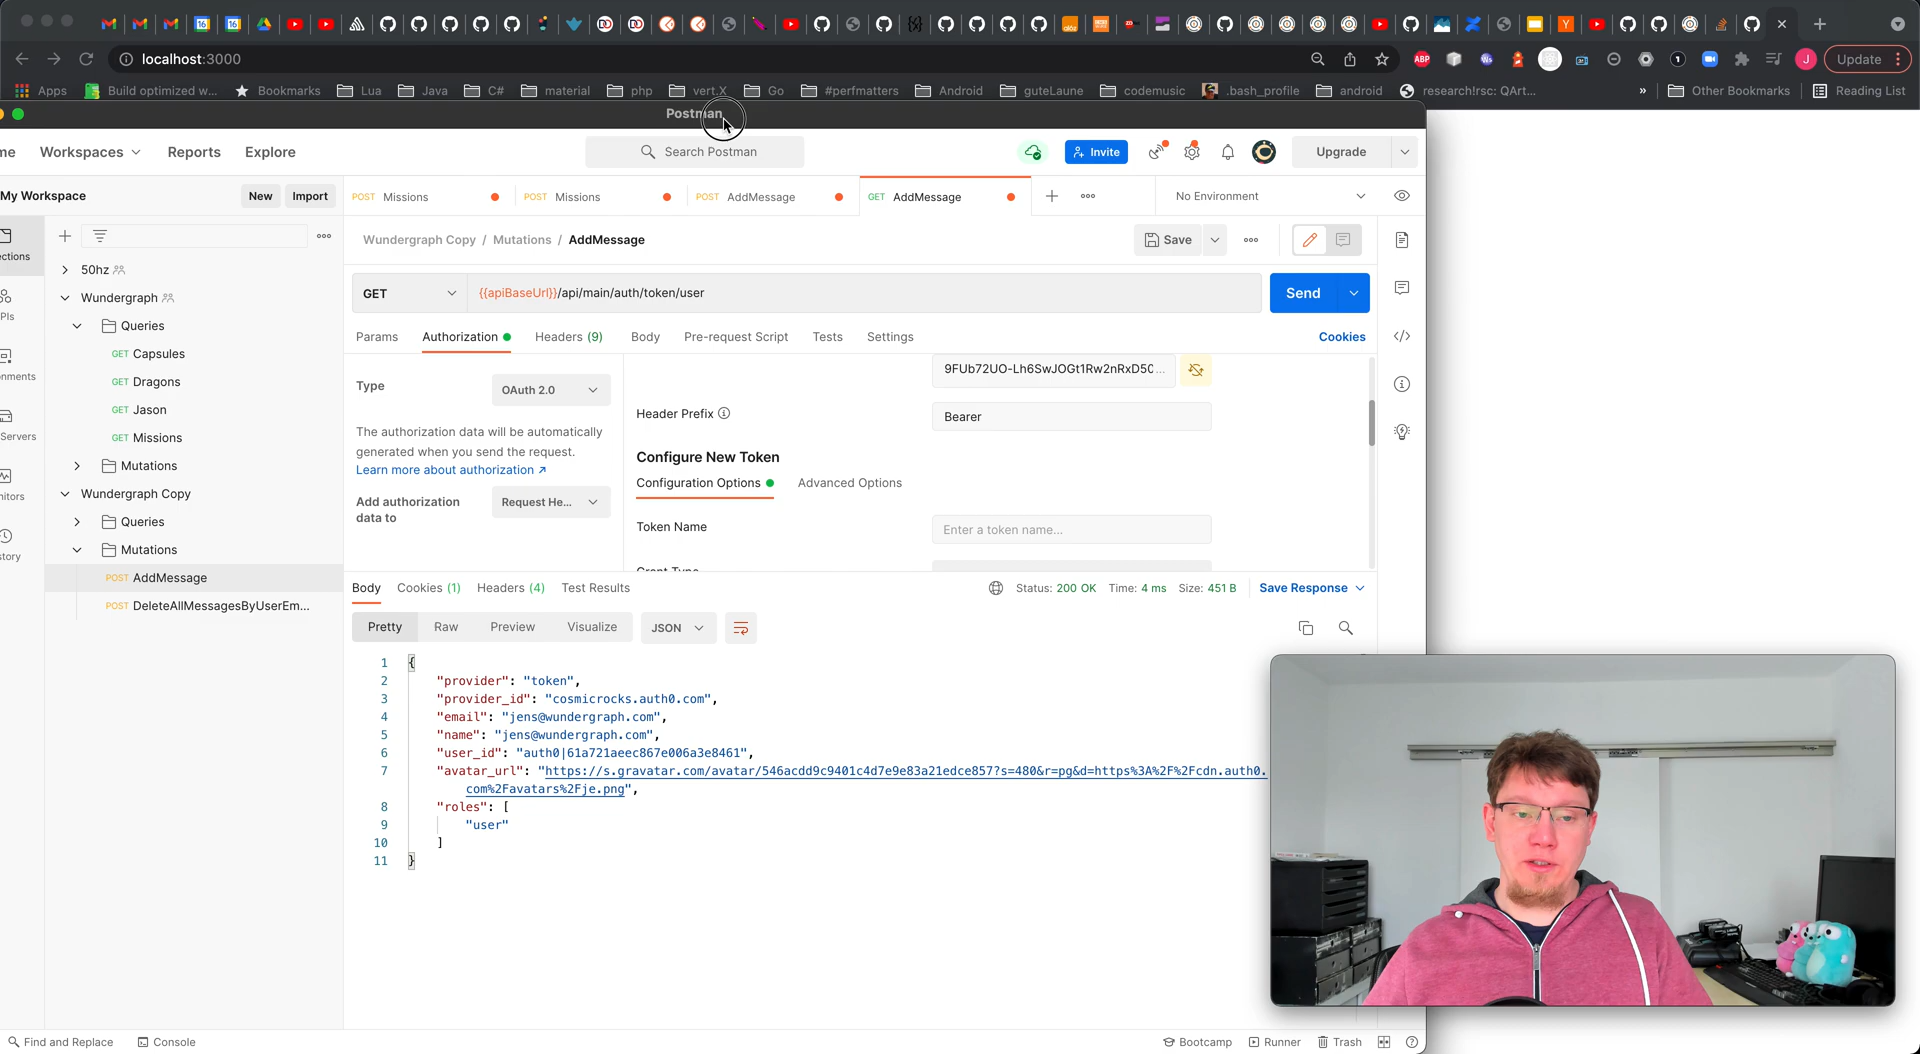 localhost:3000
Update
Apps
Build optimized w...
Bookmarks
Lua
Java
C#
material
php
vert.X
Go
#perfmatters
Android
guteLaune
codemusic
.bash_profile
android
research!rsc: QArt...
»
Other Bookmarks
Reading List
Postman
me
Workspaces
Reports
Explore
Search Postman
Invite
Upgrade
My Workspace
New
Import
POST Missions
POST Missions
POST AddMessage
GET AddMessage
No Environment
Wundergraph Copy / Mutations / AddMessage
Save
ections
PIs
nments
Servers
nitors
story
50hz
Wundergraph
Queries
GET Capsules
GET Dragons
GET Jason
GET Missions
Mutations
Wundergraph Copy
Queries
Mutations
POST AddMessage
POST DeleteAllMessagesByUserEm...
GET
{{apiBaseUrl}}/api/main/auth/token/user
Send
Params
Authorization
Headers (9)
Body
Pre-request Script
Tests
Settings
Cookies
Type
OAuth 2.0
The authorization data will be automatically
generated when you send the request.
Learn more about authorization ↗
Add authorization
data to
Request He...
9FUb72UO-Lh6SwJOGt1Rw2nRxD5C...
Header Prefix
Bearer
Configure New Token
Configuration Options
Advanced Options
Token Name
Enter a token name...
Grant Type
Body
Cookies (1)
Headers (4)
Test Results
Status: 200 OK
Time: 4 ms
Size: 451 B
Save Response
Pretty
Raw
Preview
Visualize
JSON
1 {
2 "provider": "token",
3 "provider_id": "cosmicrocks.auth0.com",
4 "email": "jens@wundergraph.com",
5 "name": "jens@wundergraph.com",
6 "user_id": "auth0|61a721aeec867e006a3e8461",
7 "avatar_url": "https://s.gravatar.com/avatar/546acdd9c9401c4d7e9e83a21edce857?s=480&r=pg&d=https%3A%2F%2Fcdn.auth0.
com%2Favatars%2Fje.png",
8 "roles": [
9 "user"
10 ]
11 }
Find and Replace
Console
Bootcamp
Runner
Trash